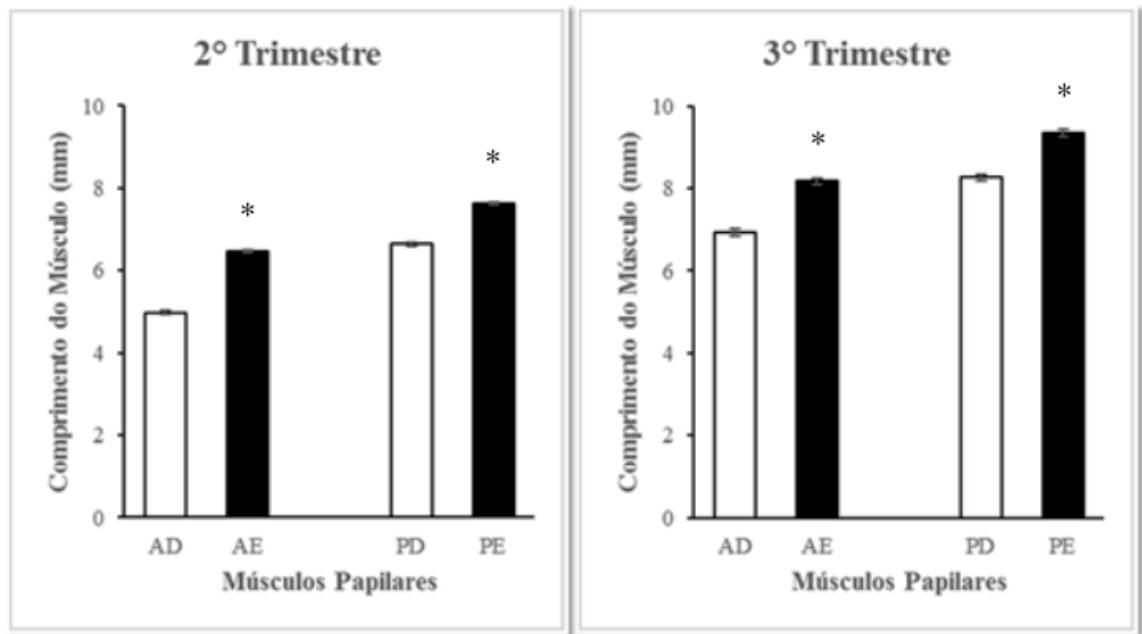 2° Trimestre
Comprimento do Músculo (mm)
10
8
6
4
2
0
*
*
AD AE PD PE
Músculos Papilares
3° Trimestre
Comprimento do Músculo (mm)
10
8
6
4
2
0
*
*
AD AE PD PE
Músculos Papilares